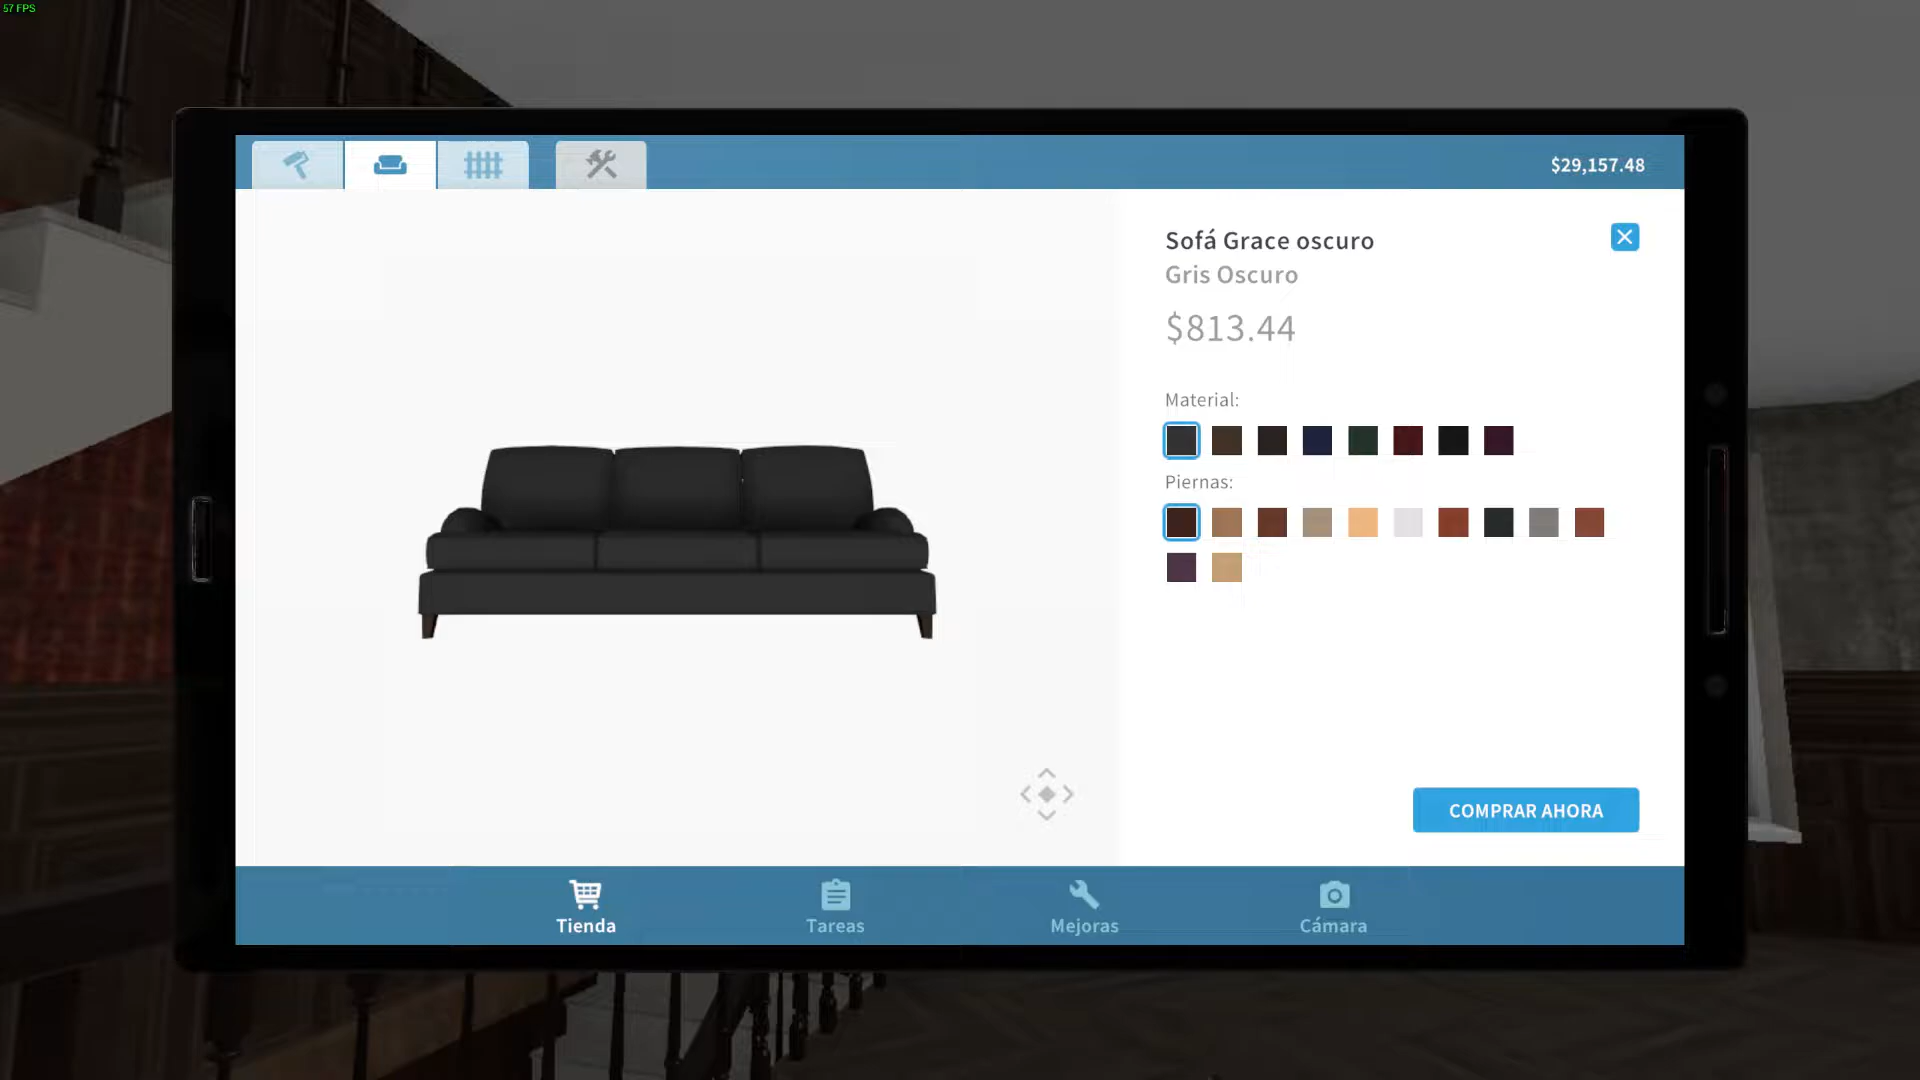 57 FPS
$29,157.48
Sofá Grace oscuro
Gris Oscuro
$813.44
Material:
Piernas:
COMPRAR AHORA
Tienda
Tareas
Mejoras
Cámara